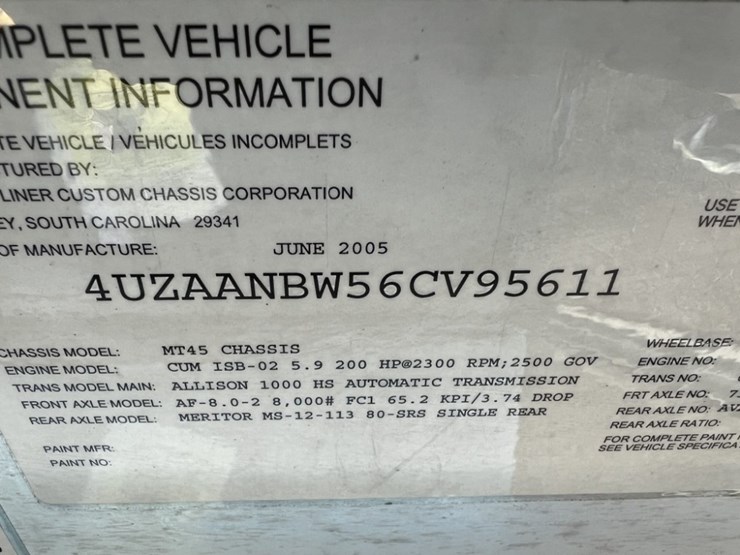 MPLETE VEHICLE
NENT INFORMATION
TE VEHICLE / VÉHICULES INCOMPLETS
TURED BY:
LINER CUSTOM CHASSIS CORPORATION
EY, SOUTH CAROLINA 29341
OF MANUFACTURE: JUNE 2005
USE
WHEN
4UZAANBW56CV95611
CHASSIS MODEL: MT45 CHASSIS
ENGINE MODEL: CUM ISB-02 5.9 200 HP@2300 RPM;2500 GOV
TRANS MODEL MAIN: ALLISON 1000 HS AUTOMATIC TRANSMISSION
FRONT AXLE MODEL: AF-8.0-2 8,000# FC1 65.2 KPI/3.74 DROP
REAR AXLE MODEL: MERITOR MS-12-113 80-SRS SINGLE REAR
PAINT MFR:
PAINT NO:
WHEELBASE:
ENGINE NO:
TRANS NO:
FRT AXLE NO: 7
REAR AXLE NO: AV
REAR AXLE RATIO:
FOR COMPLETE PAINT
SEE VEHICLE SPECIFICA